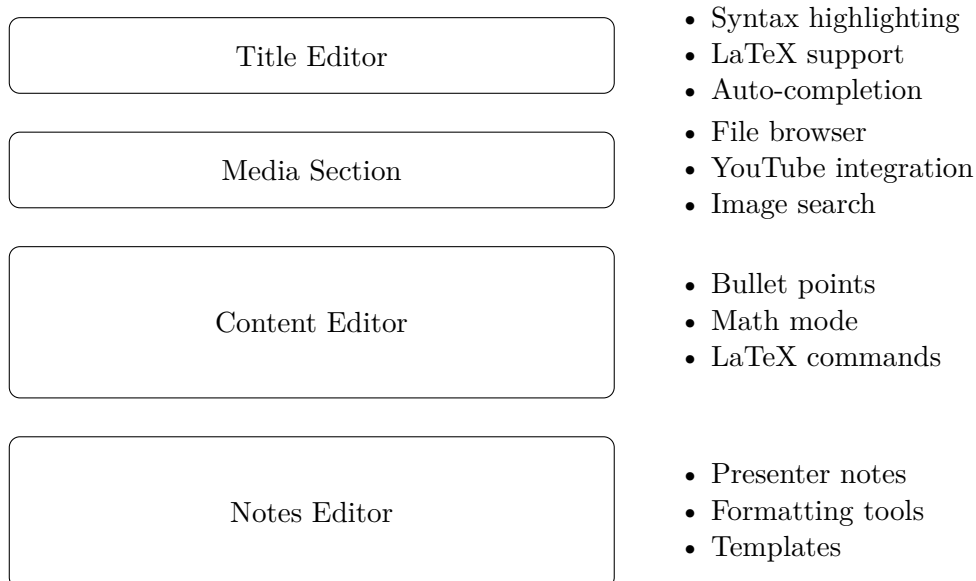 Title Editor
• Syntax highlighting
• LaTeX support
• Auto-completion
Media Section
• File browser
• YouTube integration
• Image search
Content Editor
• Bullet points
• Math mode
• LaTeX commands
Notes Editor
• Presenter notes
• Formatting tools
• Templates